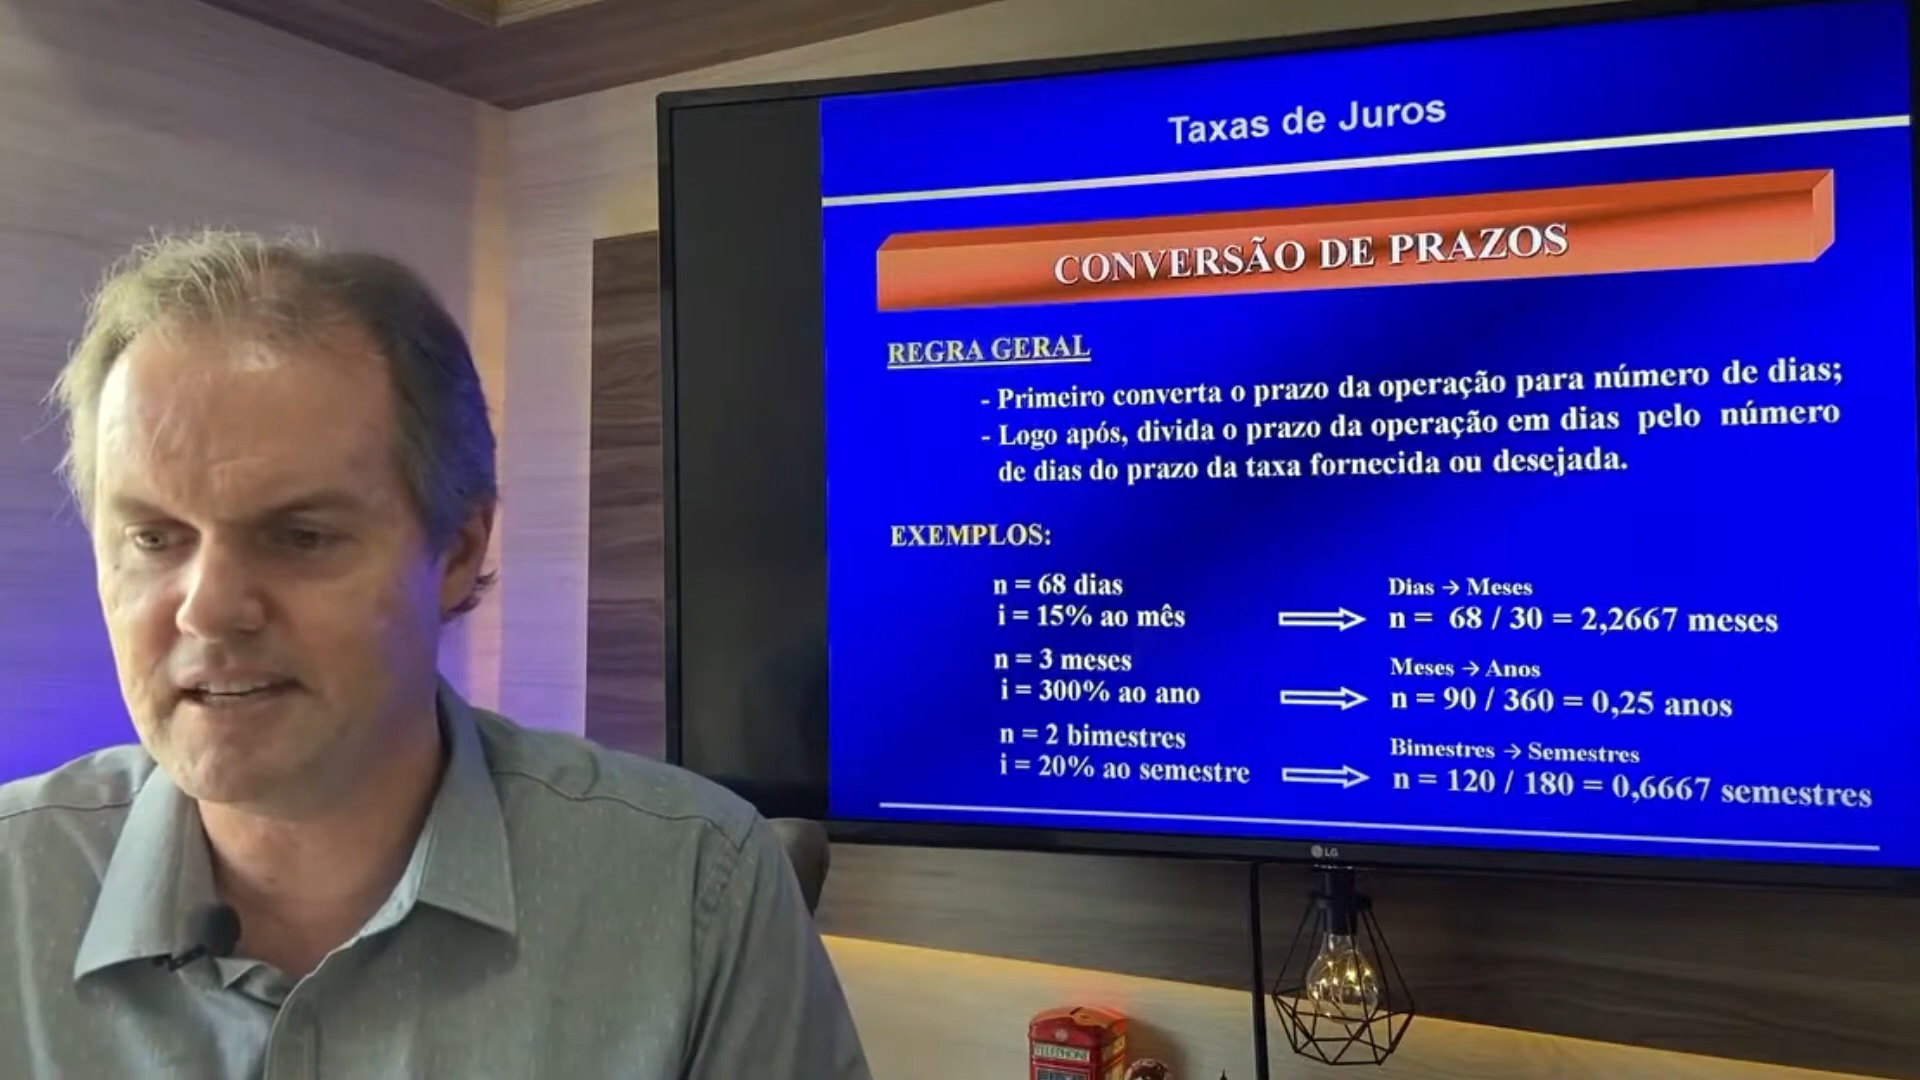 Taxas de Juros
CONVERSÃO DE PRAZOS
REGRA GERAL
- Primeiro converta o prazo da operação para número de dias;
- Logo após, divida o prazo da operação em dias pelo número
de dias do prazo da taxa fornecida ou desejada.
EXEMPLOS:
n = 68 dias
i = 15% ao mês
Dias → Meses
n = 68 / 30 = 2,2667 meses
n = 3 meses
i = 300% ao ano
Meses → Anos
n = 90 / 360 = 0,25 anos
n = 2 bimestres
i = 20% ao semestre
Bimestres → Semestres
n = 120 / 180 = 0,6667 semestres
LG
TELEPHONE